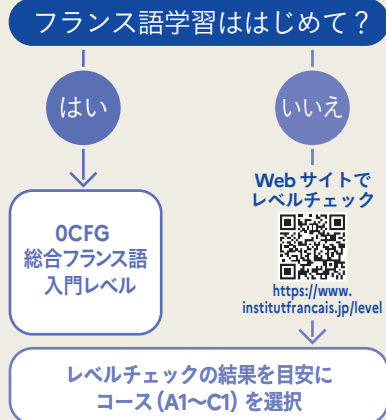 フランス語学習ははじめて？
はい
いいえ
Web サイトで
レベルチェック
0CFG
総合フランス語
入門レベル
https://www.
institutfrancais.jp/level
レベルチェックの結果を目安に
コース（A1〜C1）を選択